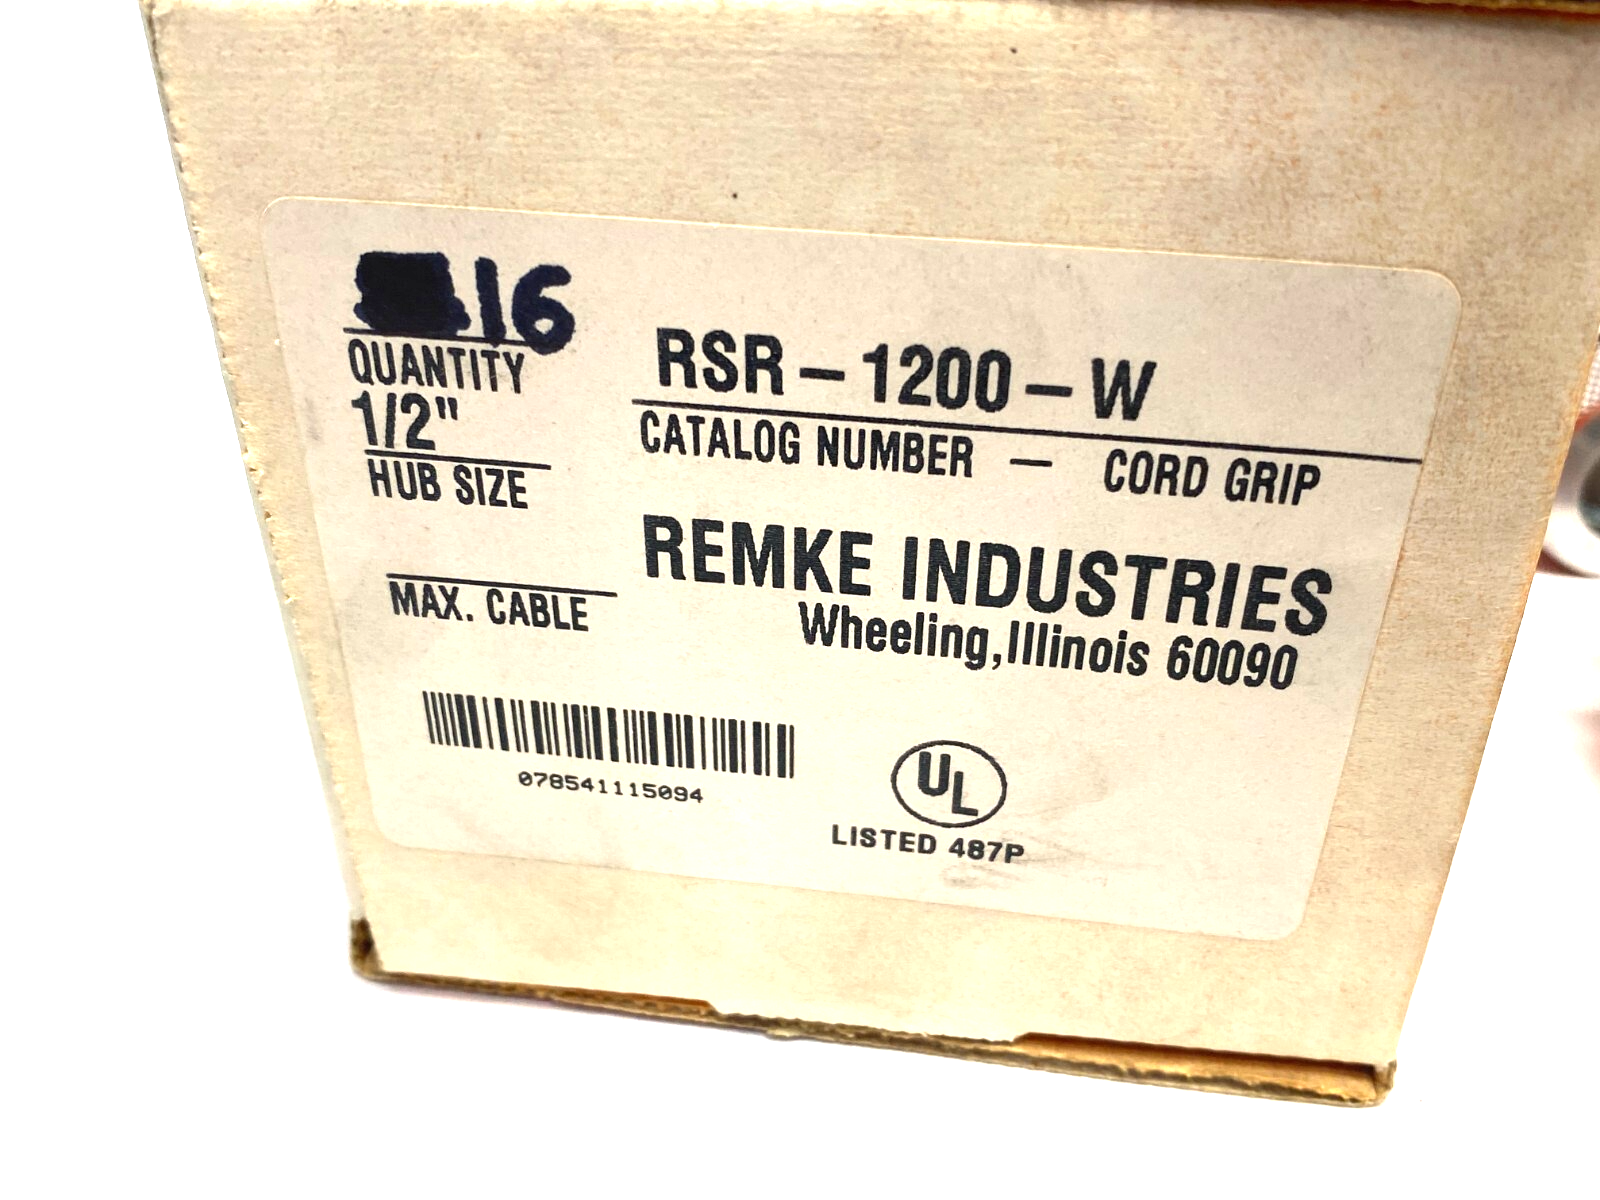 16
QUANTITY
1/2"
HUB SIZE
MAX. CABLE
RSR-1200-W
CATALOG NUMBER - CORD GRIP
REMKE INDUSTRIES
Wheeling, Illinois 60090
078541115094
UL
LISTED 487P